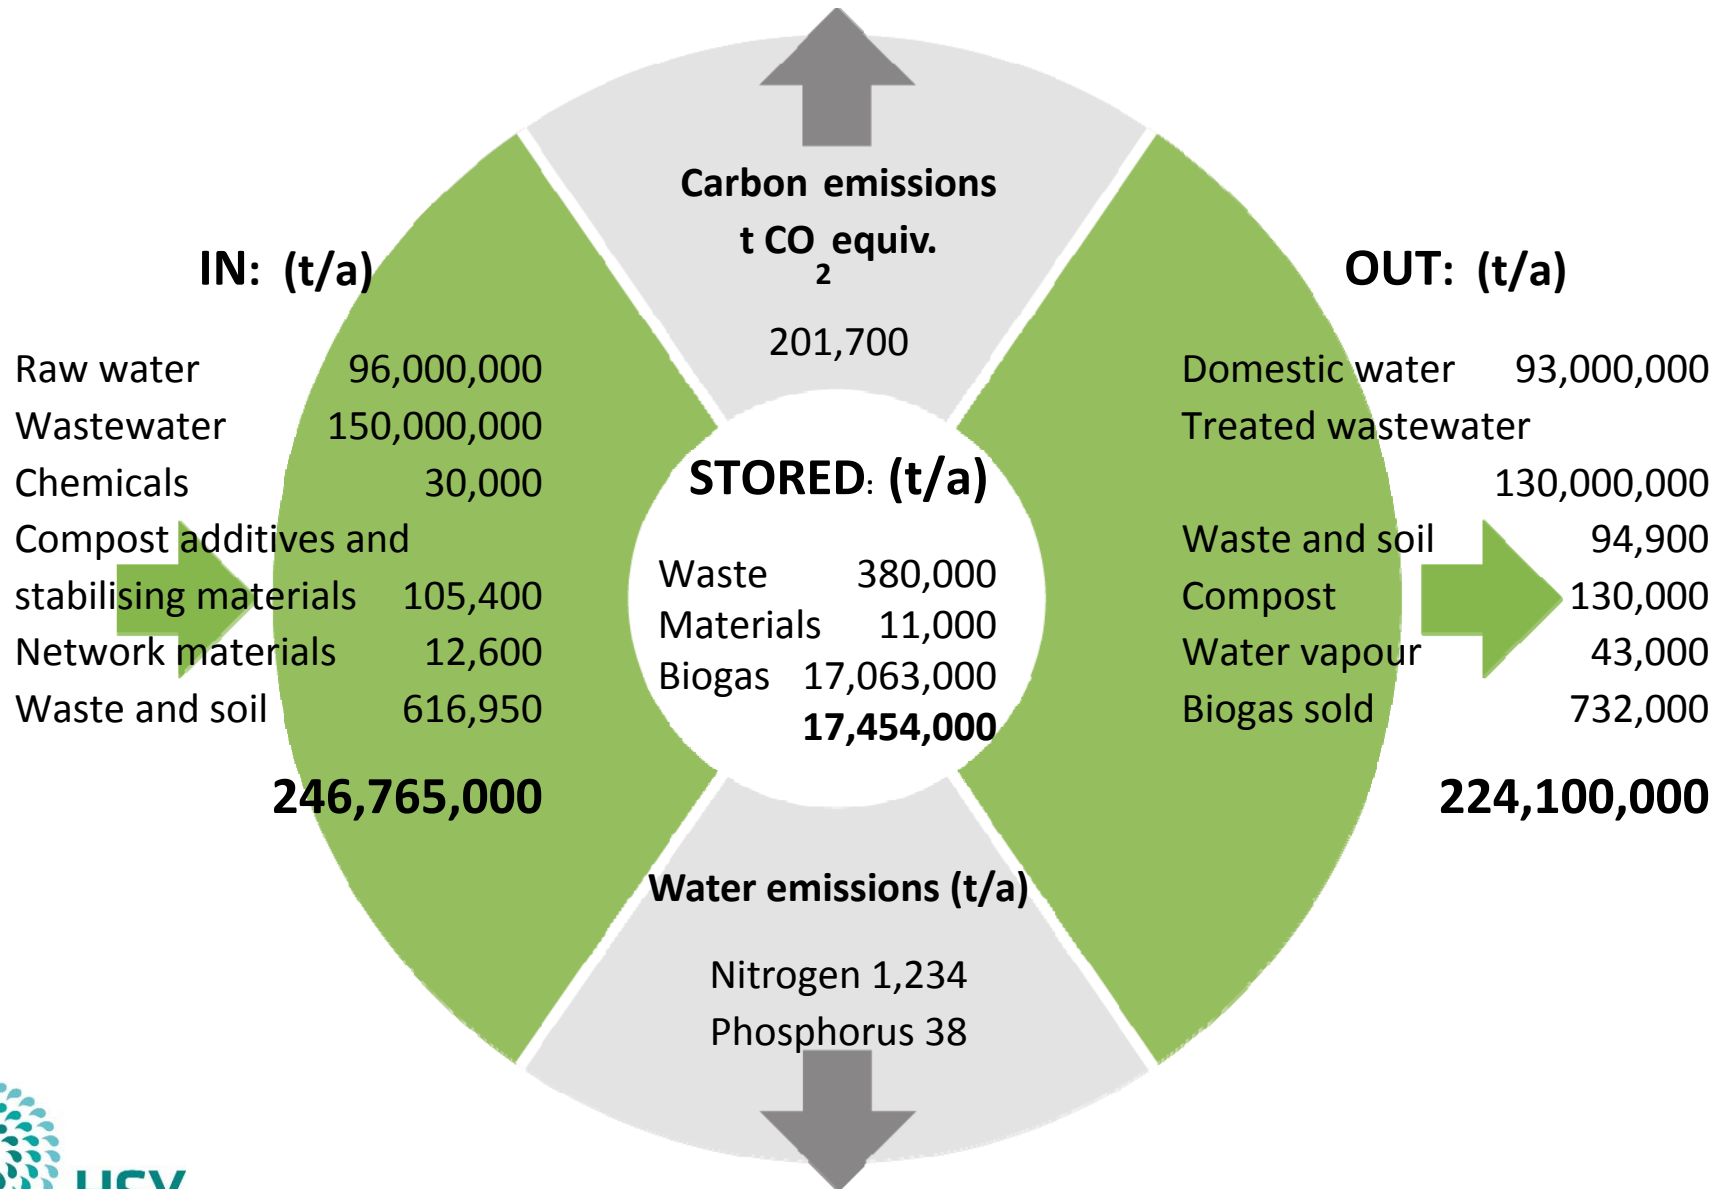 Carbon emissions
t CO2 equiv.
201,700
IN: (t/a)
Raw water 96,000,000
Wastewater 150,000,000
Chemicals 30,000
Compost additives and
stabilising materials 105,400
Network materials 12,600
Waste and soil 616,950
246,765,000
STORED: (t/a)
Waste 380,000
Materials 11,000
Biogas 17,063,000
17,454,000
OUT: (t/a)
Domestic water 93,000,000
Treated wastewater
130,000,000
Waste and soil 94,900
Compost 130,000
Water vapour 43,000
Biogas sold 732,000
224,100,000
Water emissions (t/a)
Nitrogen 1,234
Phosphorus 38
HSY